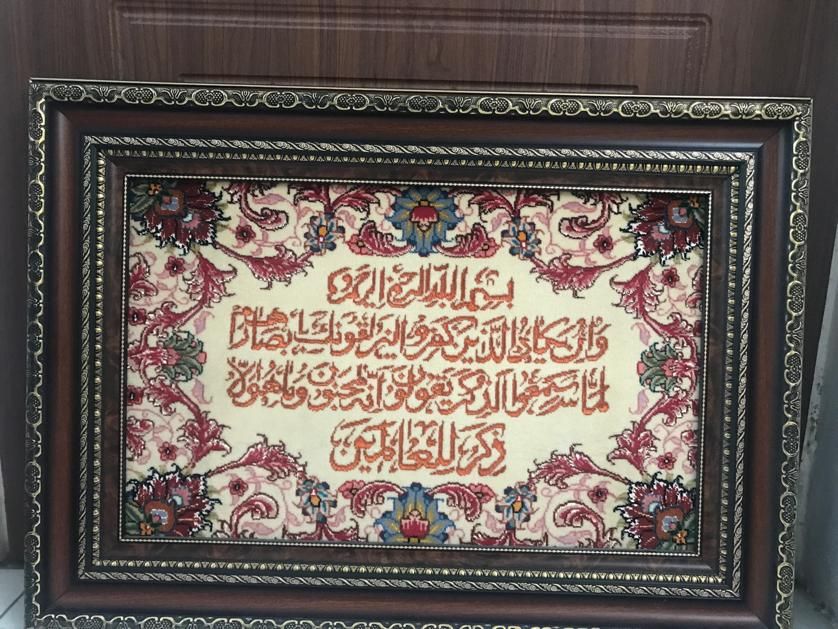 بسم الله الرحمن الرحيم
وان يكاد الذين كفروا ليزلقونك بابصارهم
لما سمعوا الذكر ويقولون انه لمجنون وما هو الا
ذكر للعالمين